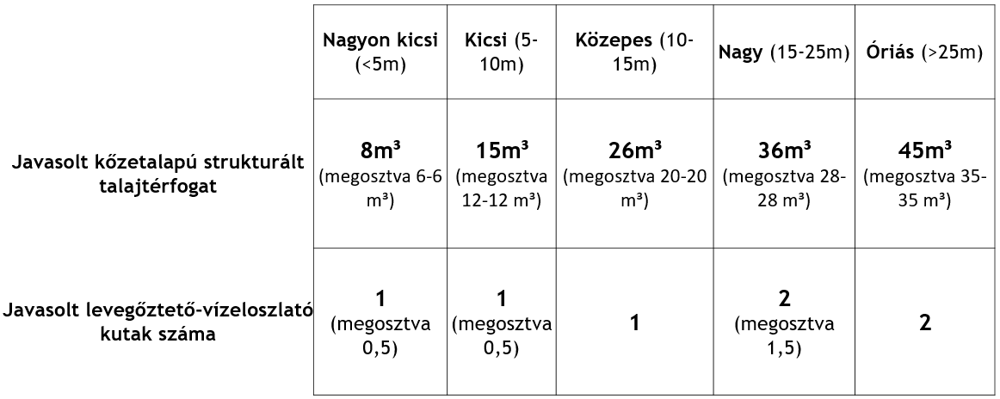 Nagyon kicsi
(<5m)
Kicsi (5-
10m)
Közepes (10-
15m)
Nagy (15-25m)
Óriás (>25m)
Javasolt kőzetalapú strukturált
talajtérfogat
8m³
(megosztva 6-6
m³)
15m³
(megosztva
12-12 m³)
26m³
(megosztva 20-20
m³)
36m³
(megosztva 28-
28 m³)
45m³
(megosztva 35-
35 m³)
Javasolt levegőztető-vízeloszlató
kutak száma
1
(megosztva
0,5)
1
(megosztva
0,5)
1
2
(megosztva
1,5)
2